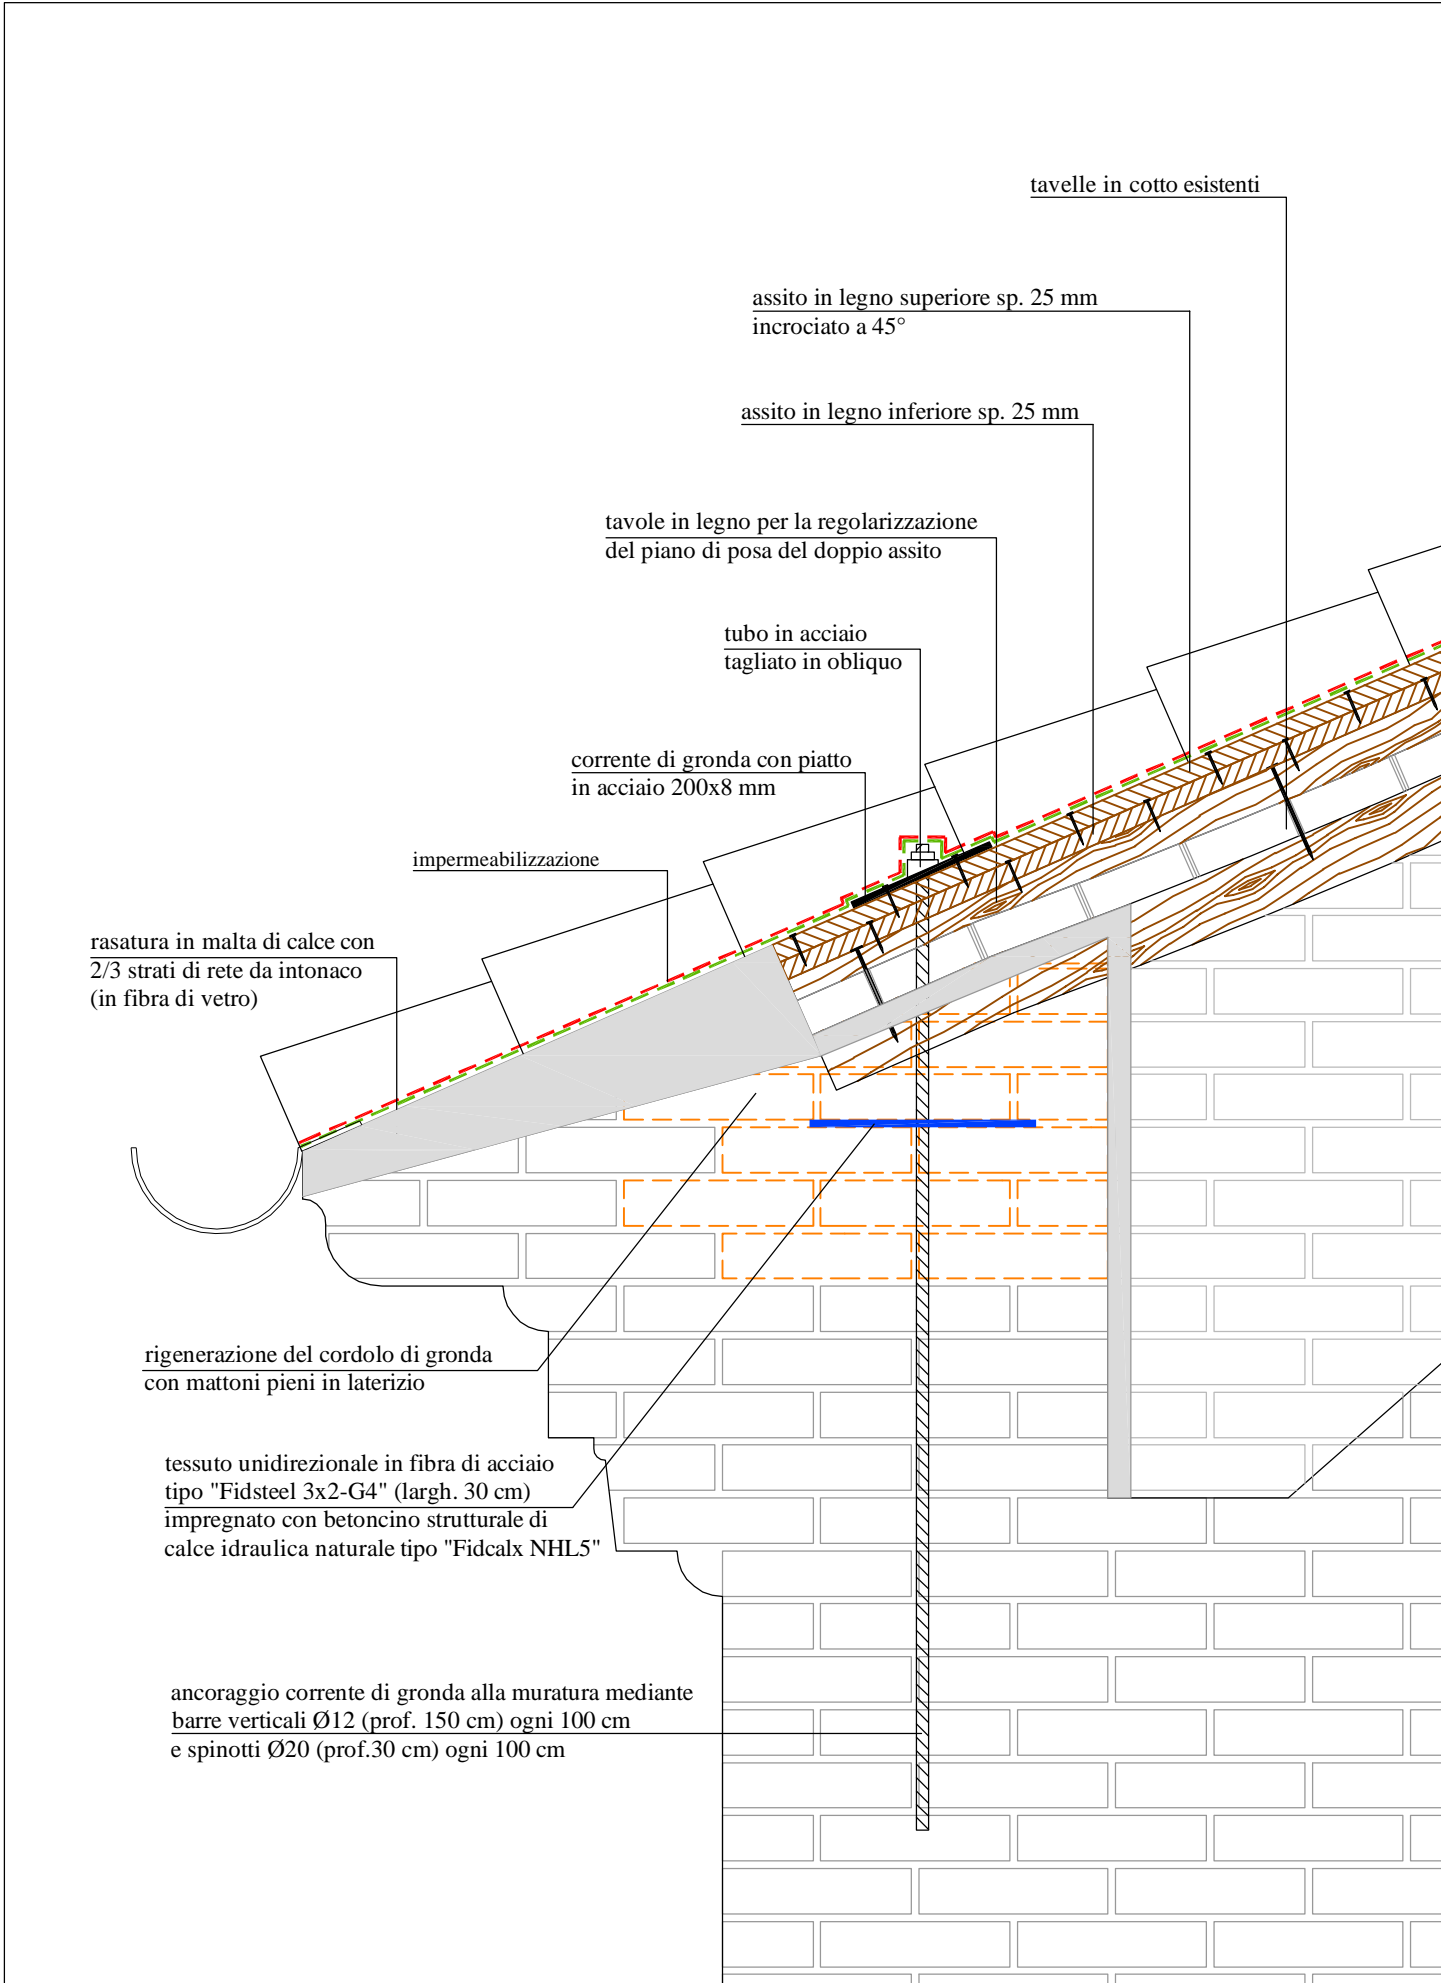 tavelle in cotto esistenti
assito in legno superiore sp. 25 mm
incrociato a 45°
assito in legno inferiore sp. 25 mm
tavole in legno per la regolarizzazione
del piano di posa del doppio assito
tubo in acciaio
tagliato in obliquo
corrente di gronda con piatto
in acciaio 200x8 mm
impermeabilizzazione
rasatura in malta di calce con
2/3 strati di rete da intonaco
(in fibra di vetro)
rigenerazione del cordolo di gronda
con mattoni pieni in laterizio
tessuto unidirezionale in fibra di acciaio
tipo "Fidsteel 3x2-G4" (largh. 30 cm)
impregnato con betoncino strutturale di
calce idraulica naturale tipo "Fidcalx NHL5"
ancoraggio corrente di gronda alla muratura mediante
barre verticali Ø12 (prof. 150 cm) ogni 100 cm
e spinotti Ø20 (prof.30 cm) ogni 100 cm